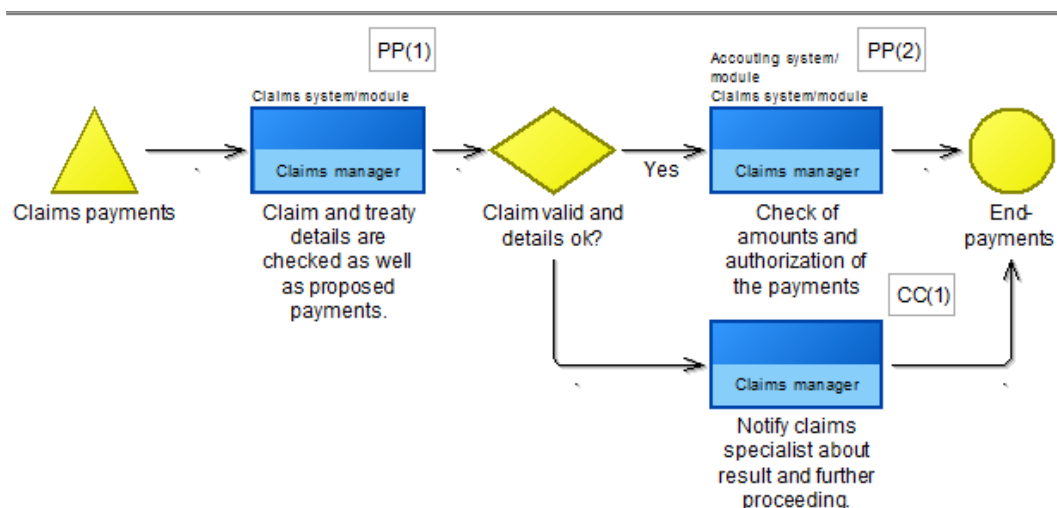 PP(1)
Accouting system/
module
PP(2)
Claims system/module
Claims system/module
Claims manager
Yes
Claims manager
Claims payments
Claim and treaty
details are
checked as well
as proposed
payments.
Claim valid and
details ok?
Check of
amounts and
authorization of
the payments
End-
payments
CC(1)
Claims manager
Notify claims
specialist about
result and further
proceeding.